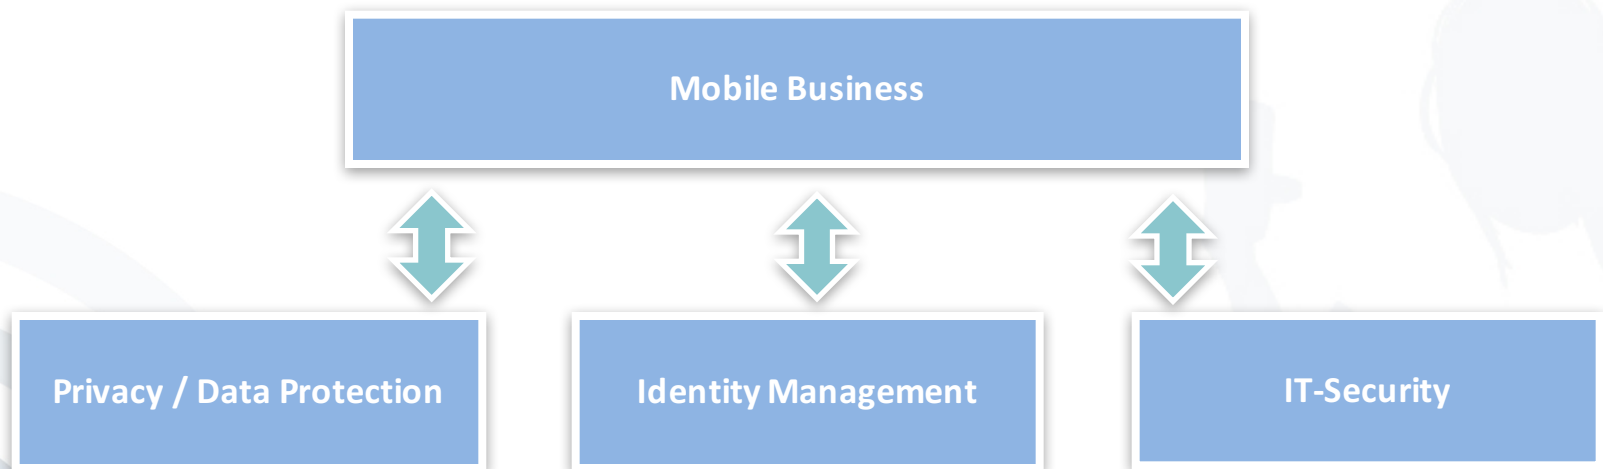 Mobile Business
Privacy / Data Protection
Identity Management
IT-Security